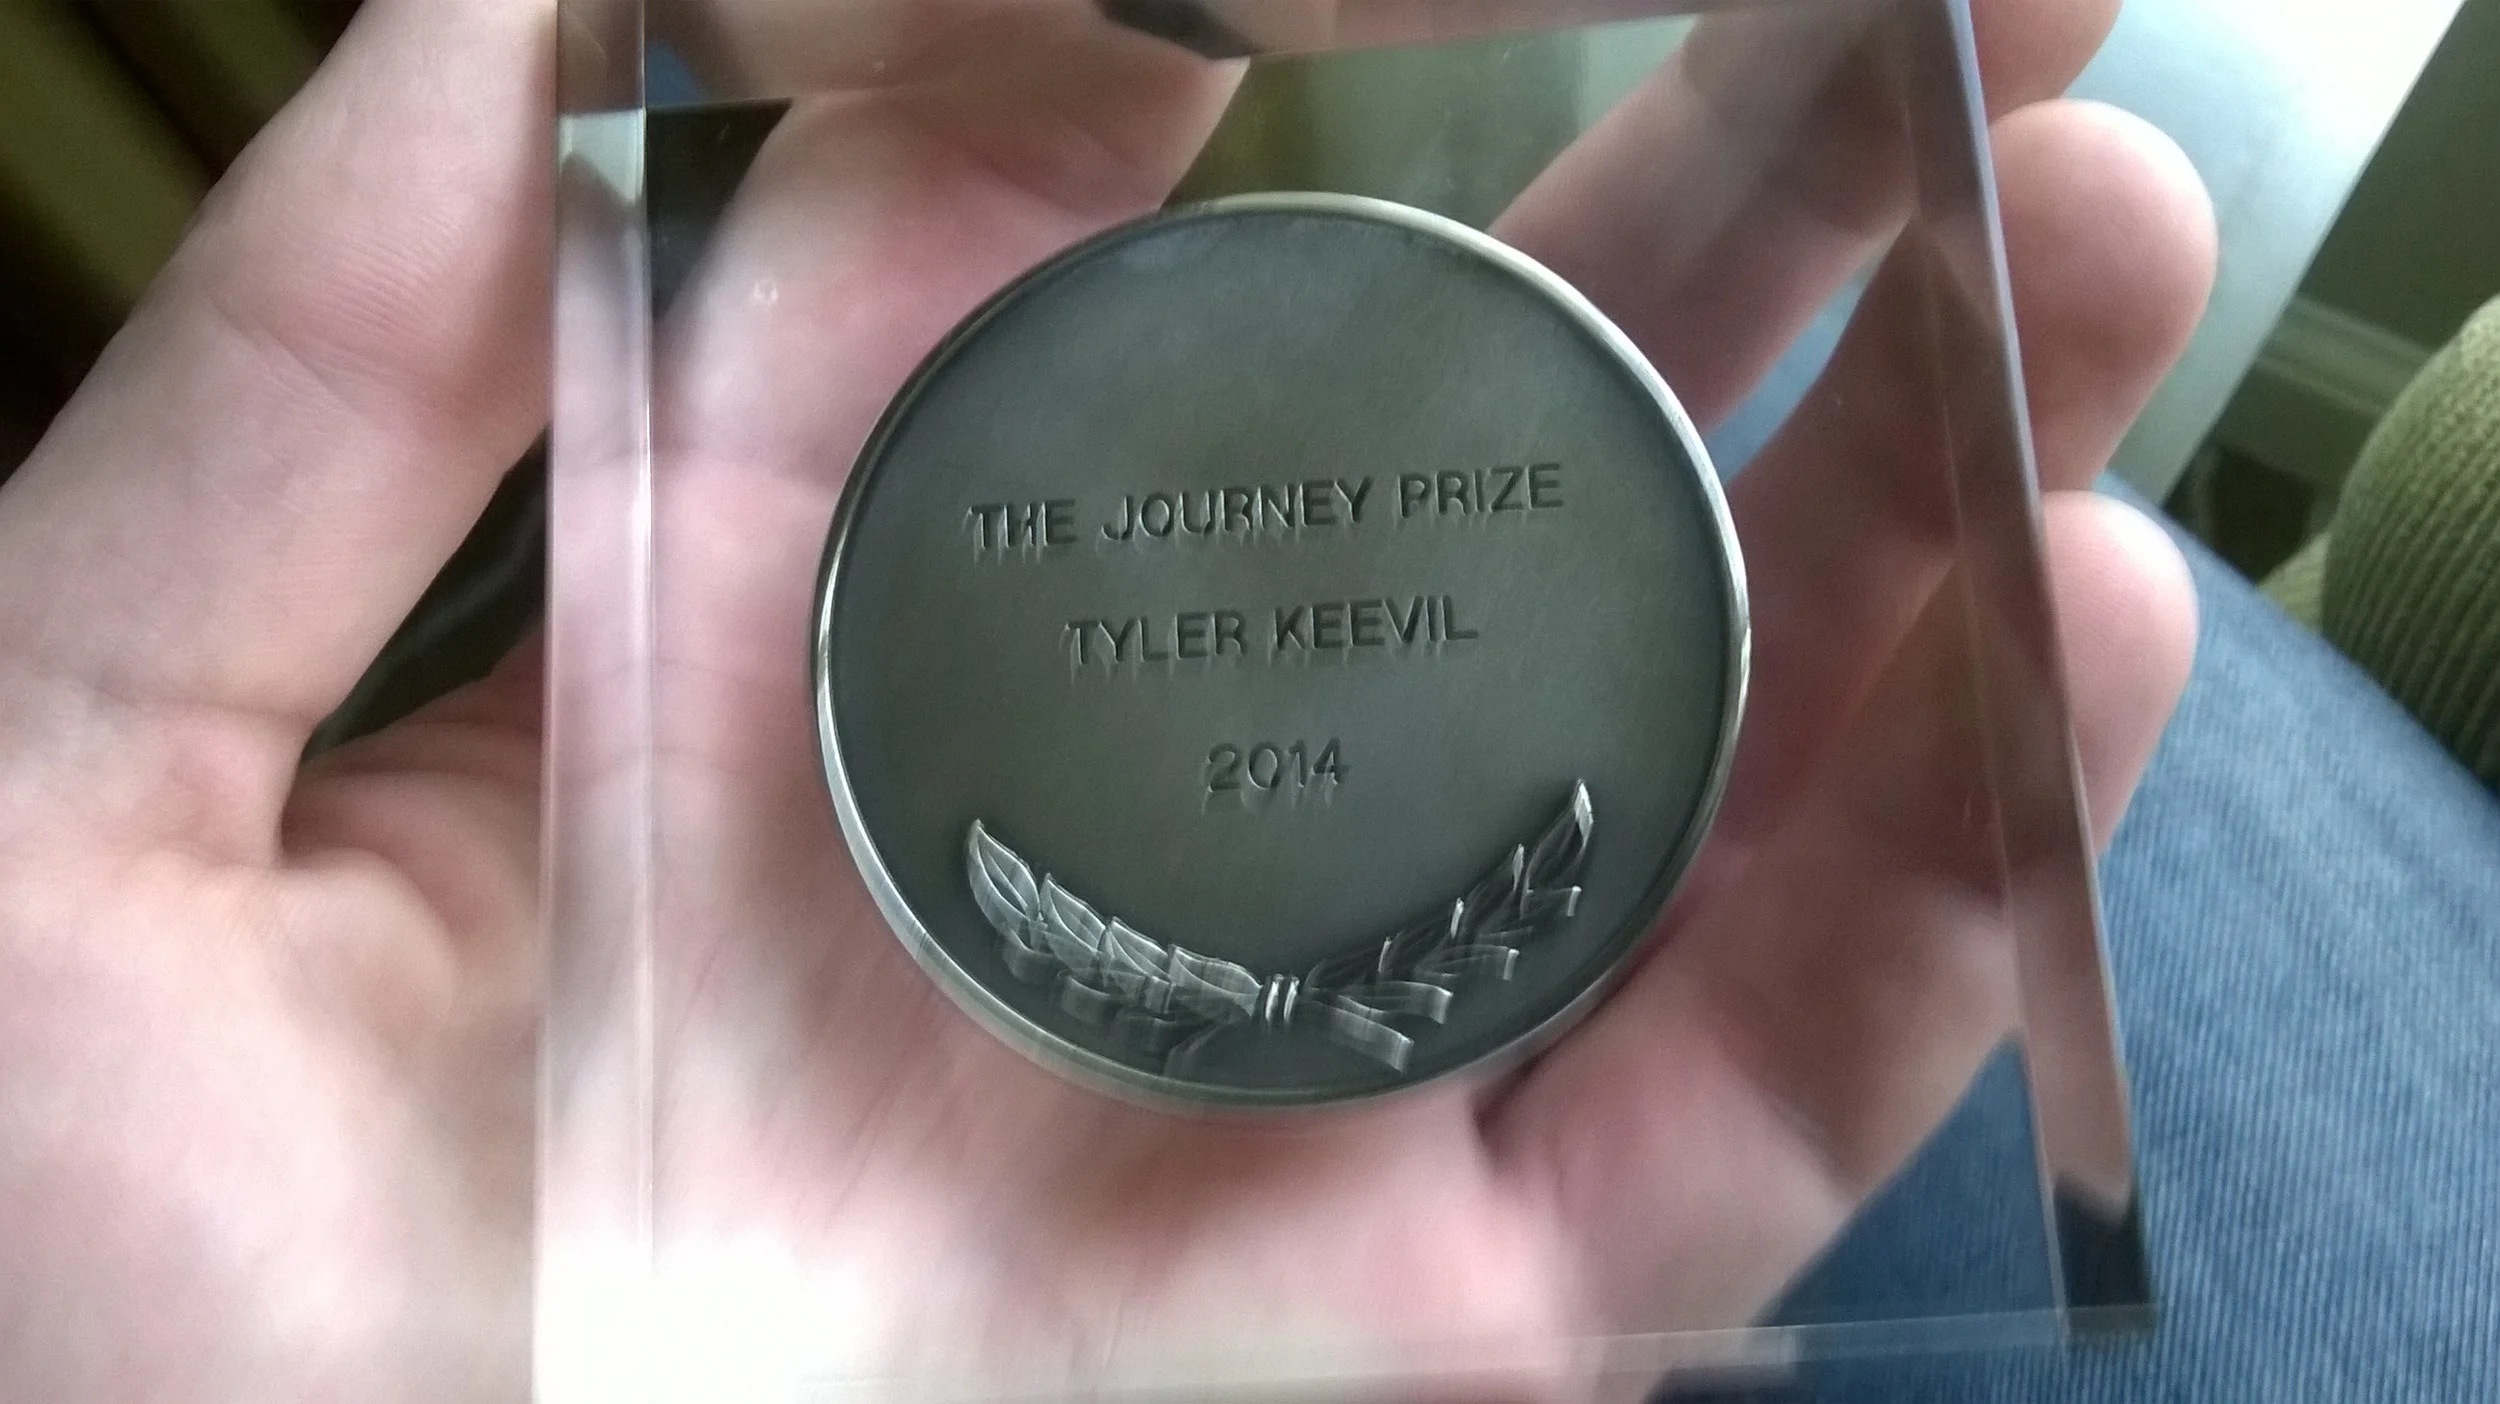 THE JOURNEY PRIZE
TYLER KEEVIL
2014